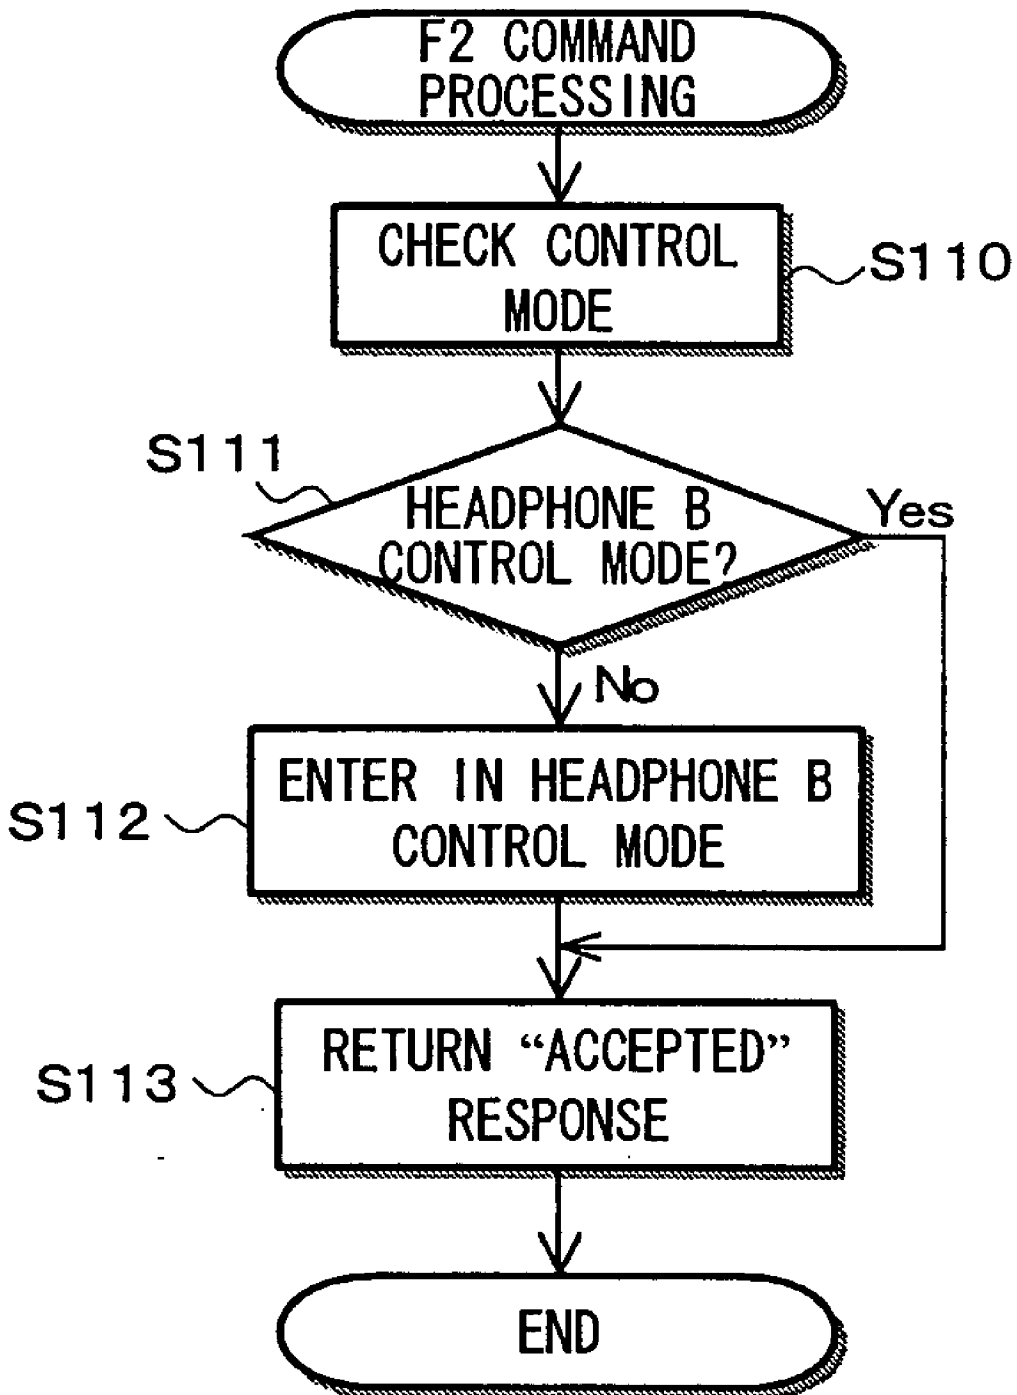 F2 COMMAND
PROCESSING
CHECK CONTROL
MODE
S110
S111
HEADPHONE B
CONTROL MODE?
Yes
No
ENTER IN HEADPHONE B
CONTROL MODE
S112
RETURN “ACCEPTED”
RESPONSE
S113
END